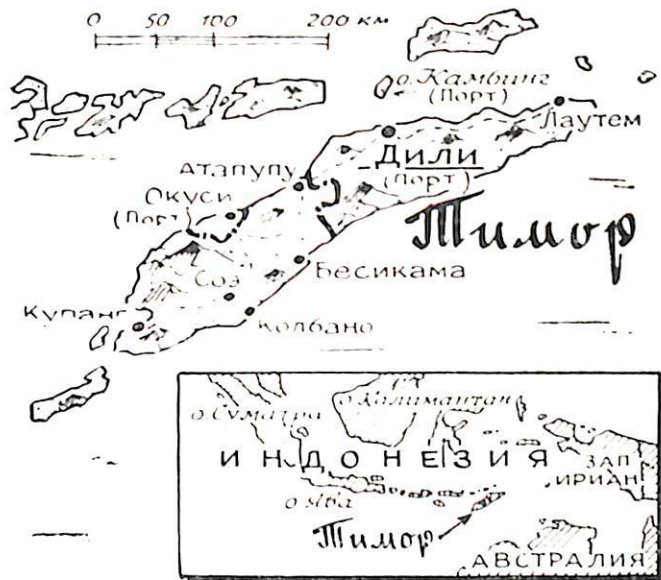 0 50 100 200 км
о. Камбинг
(Порт)
Лаутем
Дили
(Порт)
Атапупу
Окуси
(Порт)
Тимор
Бесикама
Соэ
Купанг
Колбано
о. Суматра
о. Калимантан
ИНДОНЕЗИЯ
ЗАП
ИРИАН
о. Ява
Тимор
АВСТРАЛИЯ